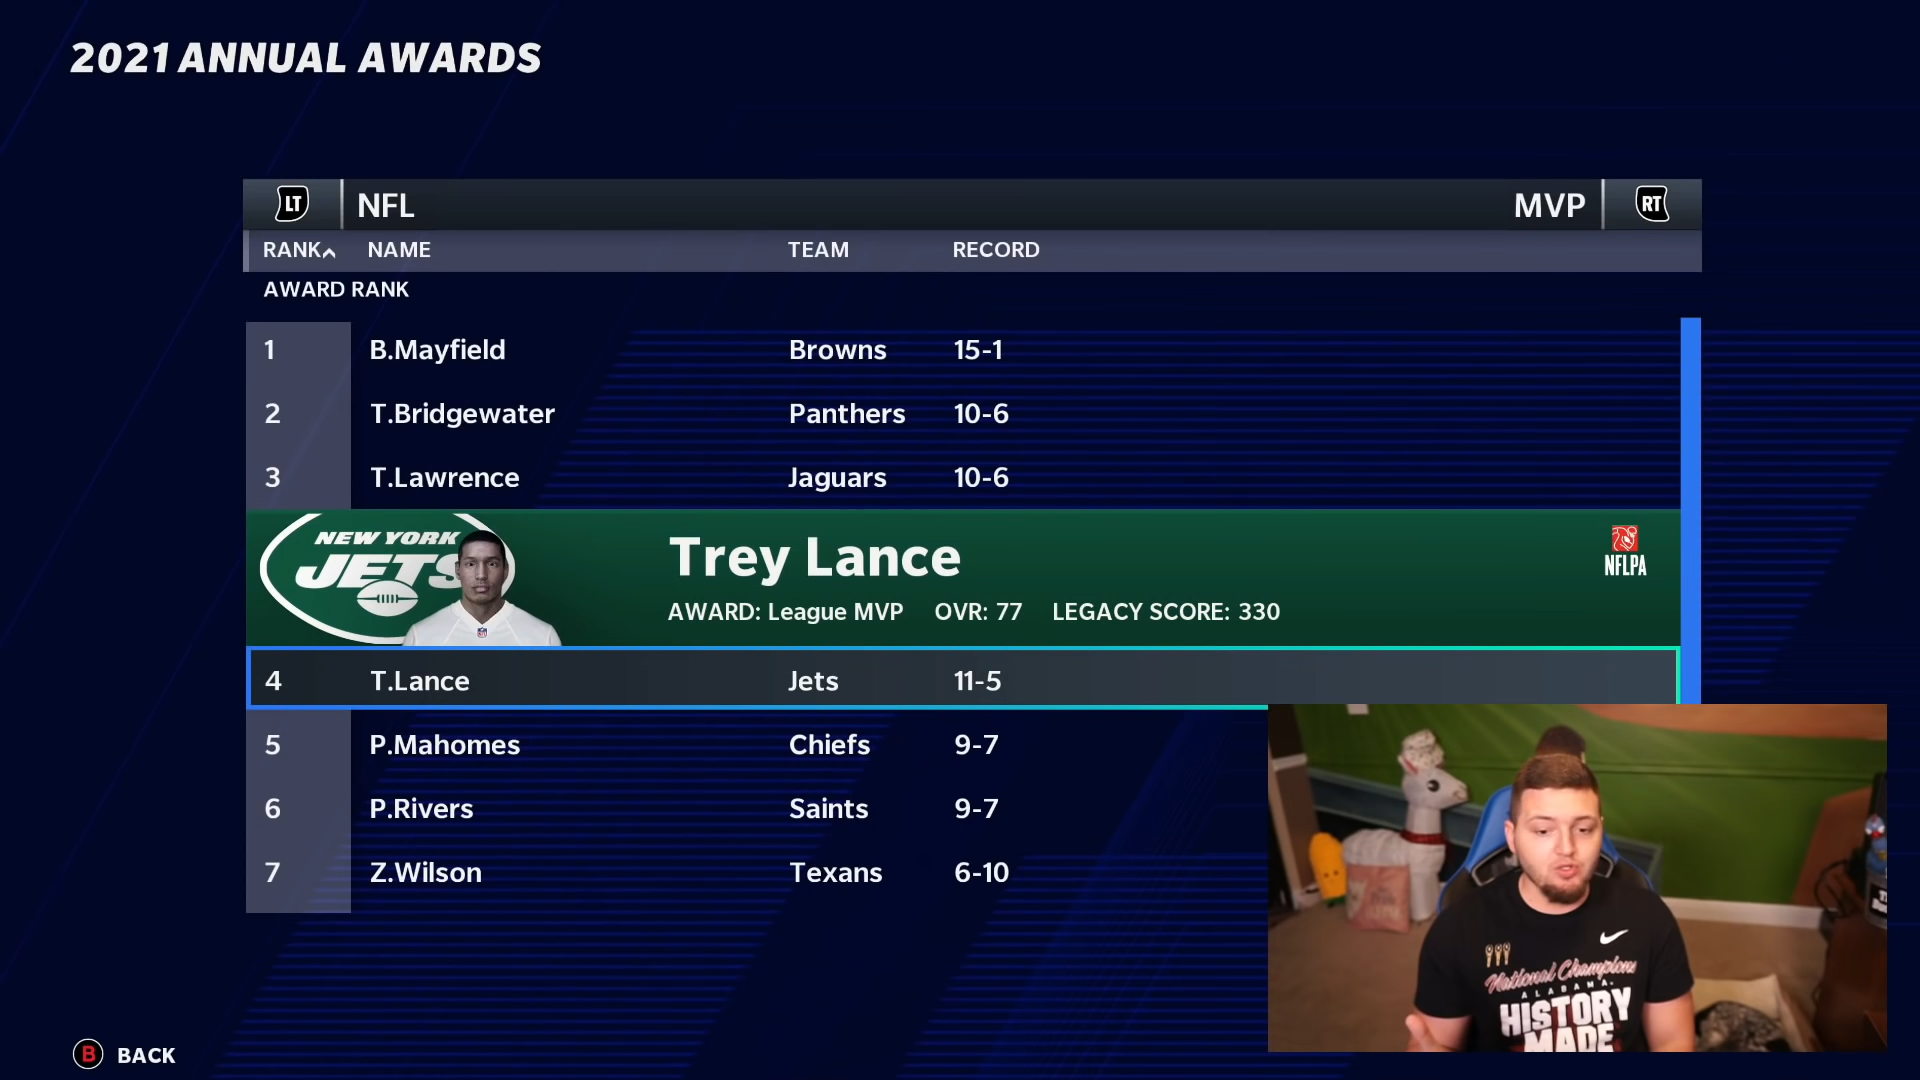 2021 ANNUAL AWARDS
LT NFL MVP RT
RANK NAME TEAM RECORD
AWARD RANK
1 B.Mayfield Browns 15-1
2 T.Bridgewater Panthers 10-6
3 T.Lawrence Jaguars 10-6
NEW YORK
JETS
Trey Lance
NFLPA
AWARD: League MVP OVR: 77 LEGACY SCORE: 330
4 T.Lance Jets 11-5
5 P.Mahomes Chiefs 9-7
6 P.Rivers Saints 9-7
7 Z.Wilson Texans 6-10
National Champions
ALABAMA
HISTORY
MADE
B BACK